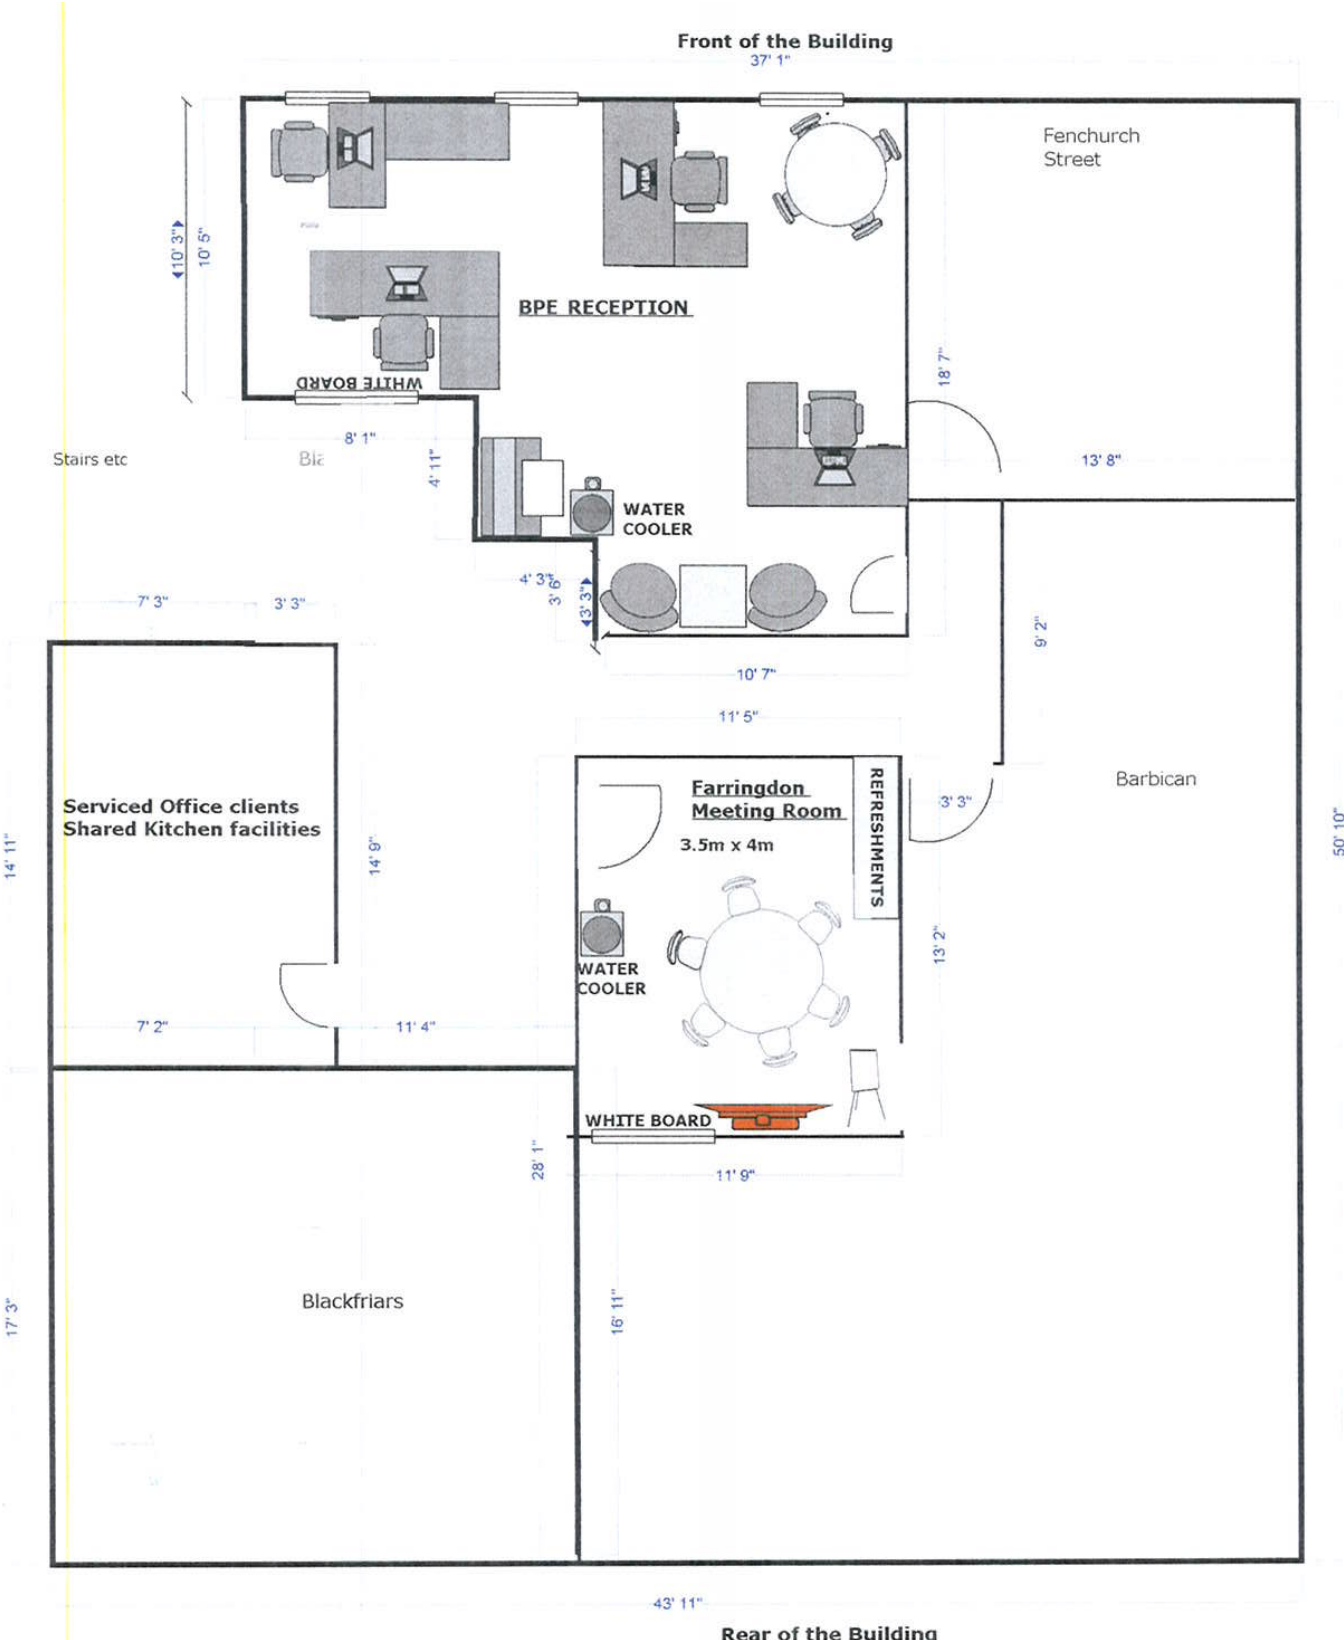 Front of the Building
37' 1"
Fenchurch
Street
10' 3"
10' 5"
BPE RECEPTION
18' 7"
WHITE BOARD
8' 1"
Stairs etc
4' 11"
13' 8"
WATER
COOLER
4' 3"
3' 6"
3' 3"
7' 3"
3' 3"
9' 2"
10' 7"
11' 5"
Farringdon
Meeting Room
3.5m x 4m
REFRESHMENTS
Barbican
3' 3"
Serviced Office clients
Shared Kitchen facilities
14' 11"
14' 9"
50' 10"
13' 2"
WATER
COOLER
7' 2"
11' 4"
WHITE BOARD
28' 1"
11' 9"
Blackfriars
17' 3"
16' 11"
43' 11"
Rear of the Building